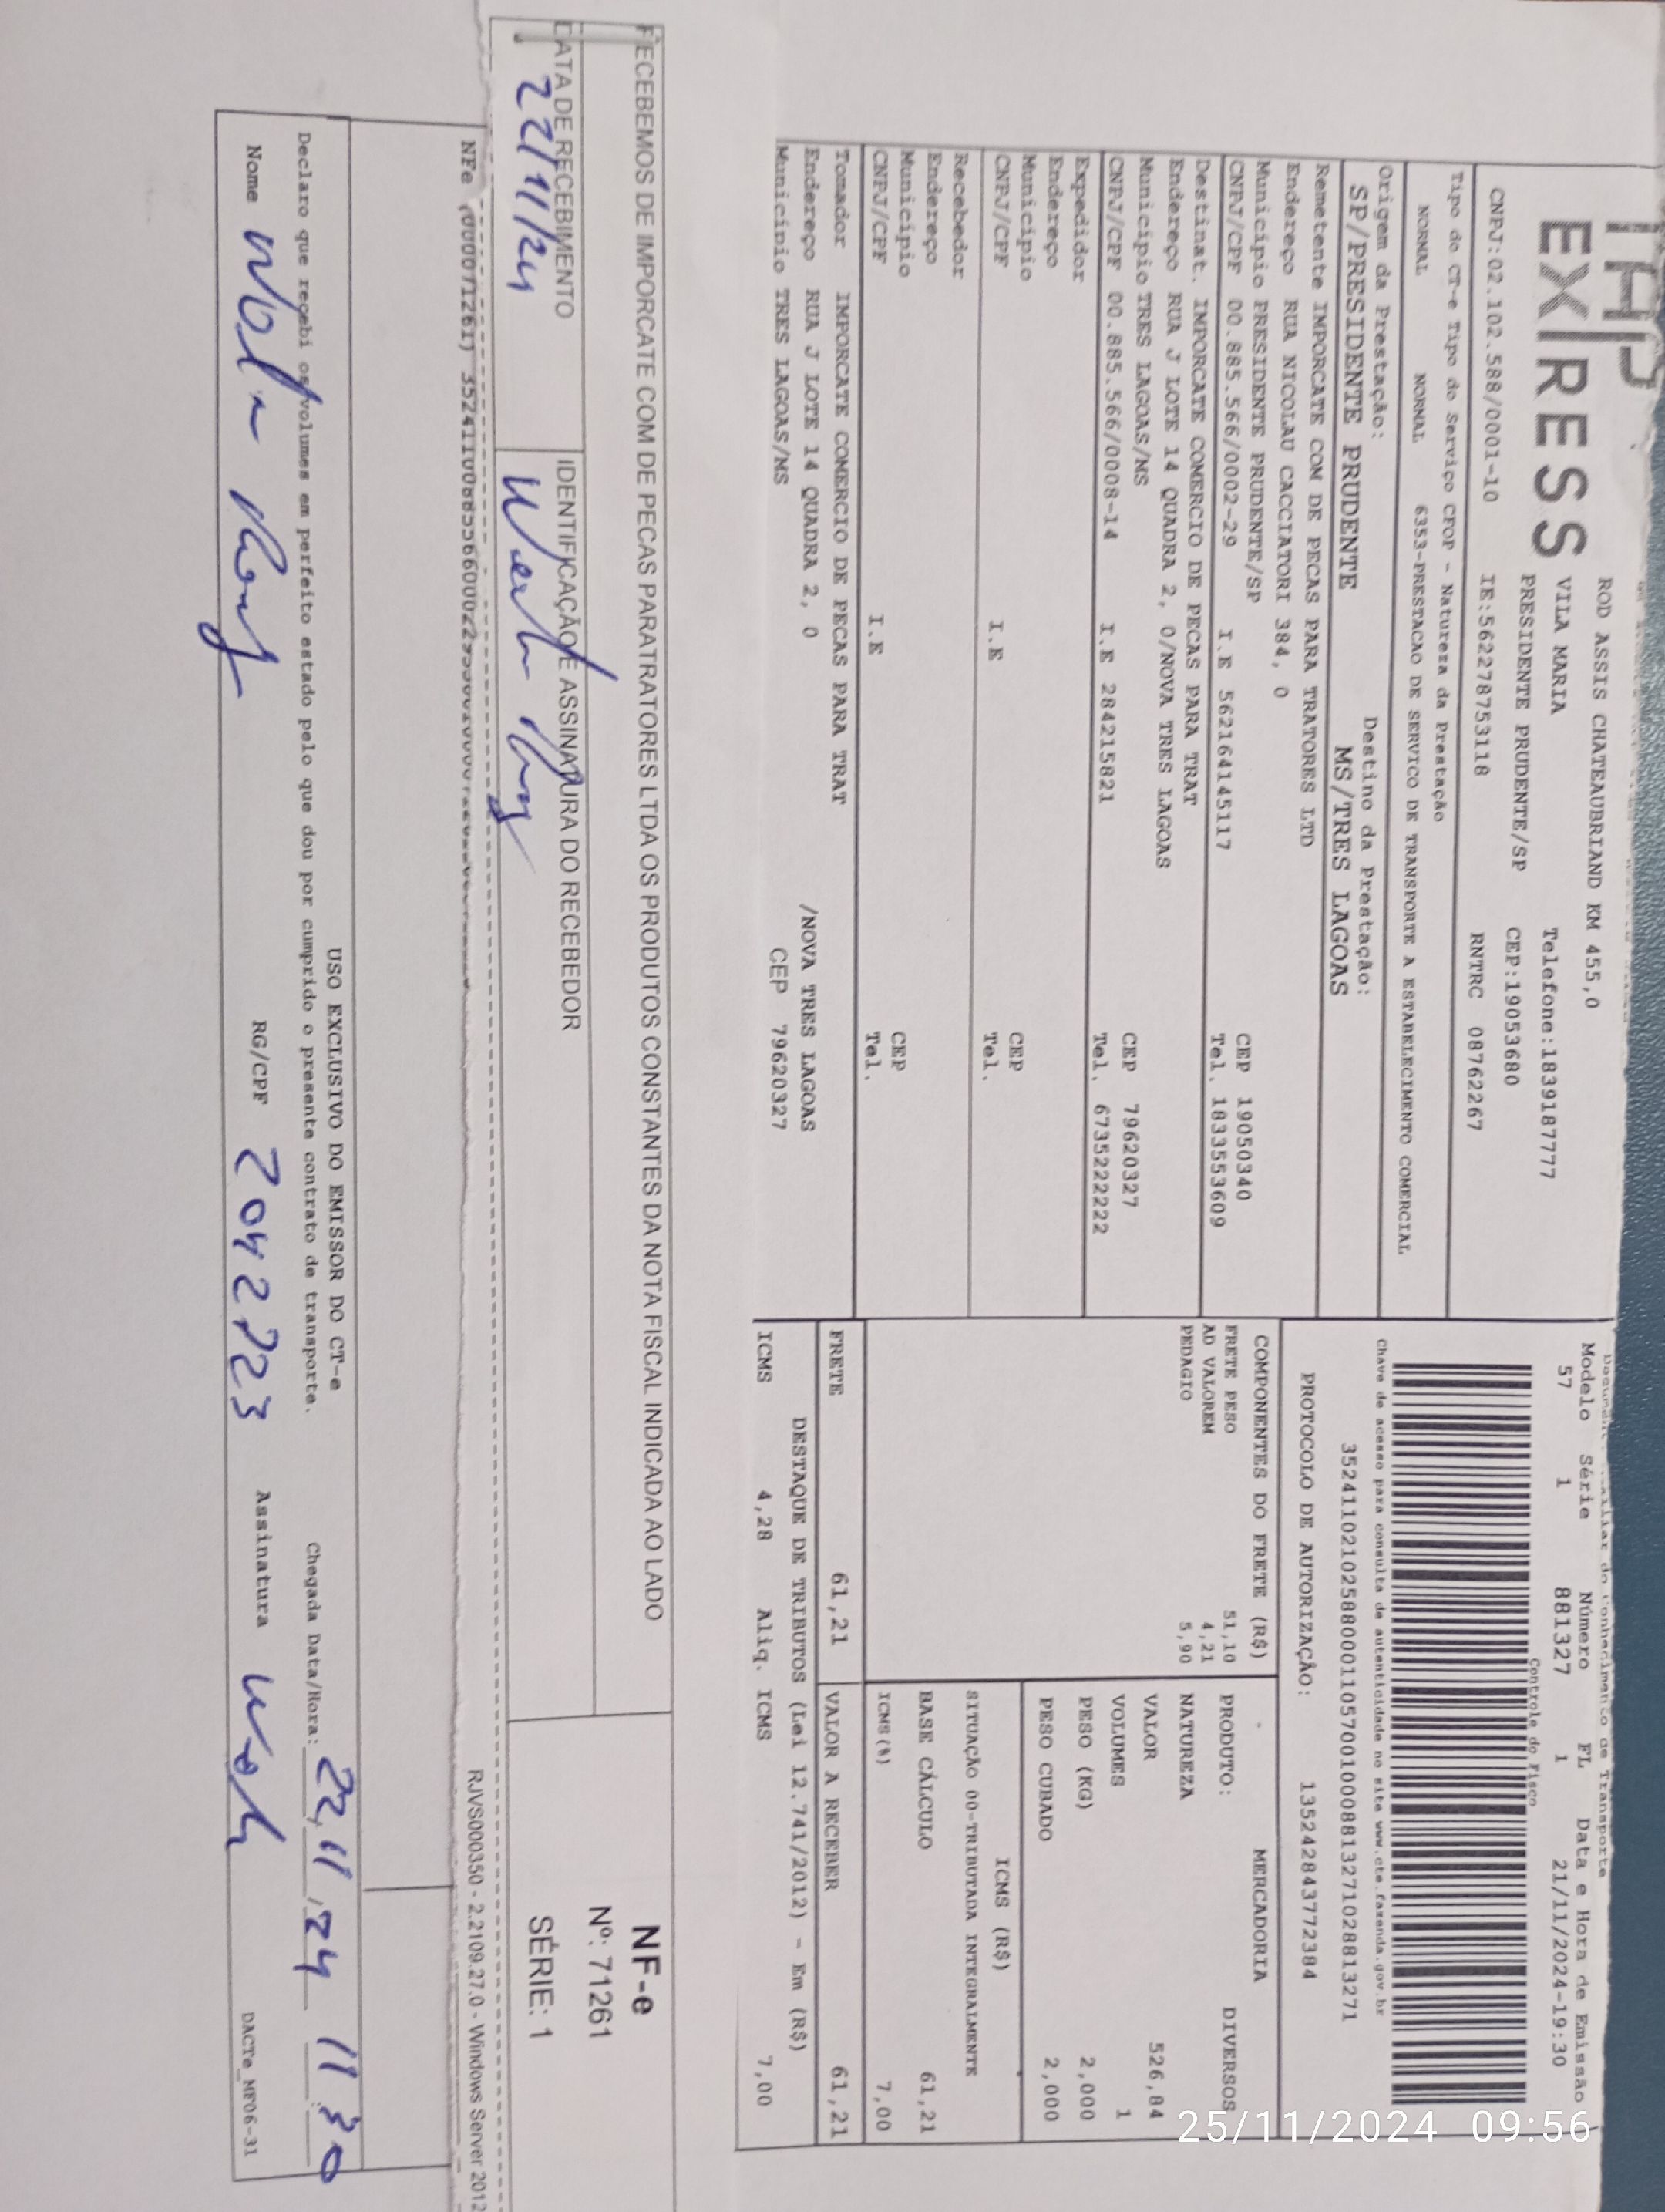 EXPRESS
ROD ASSIS CHATEAUBRIAND KM 455,0
VILA MARIA Telefone:1839187777
PRESIDENTE PRUDENTE/SP CEP:19053680
CNPJ:02.102.588/0001-10 IE:562278753118 RNTRC 08762267
Tipo do CT-e Tipo do Serviço CFOP - Natureza da Prestação
NORMAL NORMAL 6353-PRESTACAO DE SERVICO DE TRANSPORTE A ESTABELECIMENTO COMERCIAL
Origem da Prestação: Destino da Prestação:
SP/PRESIDENTE PRUDENTE MS/TRES LAGOAS
Remetente IMPORCATE COM DE PECAS PARA TRATORES LTD
Endereço RUA NICOLAU CACCIATORI 384, 0
Município PRESIDENTE PRUDENTE/SP CEP 19050340
CNPJ/CPF 00.885.566/0002-29 I.E 562164145117 Tel. 1833553609
Destinat. IMPORCATE COMERCIO DE PECAS PARA TRAT
Endereço RUA J LOTE 14 QUADRA 2, 0/NOVA TRES LAGOAS
Município TRES LAGOAS/MS CEP 79620327
CNPJ/CPF 00.885.566/0008-14 I.E 284215821 Tel. 673522222
Expedidor
Endereço
Município CEP
CNPJ/CPF I.E Tel.
Recebedor
Endereço
Município CEP
CNPJ/CPF I.E Tel.
Tomador IMPORCATE COMERCIO DE PECAS PARA TRAT
Endereço RUA J LOTE 14 QUADRA 2, 0 /NOVA TRES LAGOAS
Município TRES LAGOAS/MS CEP 79620327
Modelo Série Número FL Data e Hora de Emissão
57 1 881327 1 21/11/2024-19:30
Controle do Fisco
Chave de acesso para consulta de autenticidade no site www.cte.fazenda.gov.br
35241102102588000110570010008813271028813271
PROTOCOLO DE AUTORIZAÇÃO: 135242843772384
COMPONENTES DO FRETE (R$)
FRETE PESO 51,10
AD VALOREM 4,21
PEDAGIO 5,90
MERCADORIA
PRODUTO: DIVERSOS
NATUREZA
VALOR 526,84
VOLUMES 1
PESO (KG) 2,000
PESO CUBADO 2,000
ICMS (R$)
SITUAÇÃO 00-TRIBUTADA INTEGRALMENTE
BASE CÁLCULO 61,21
ICMS(%) 7,00
FRETE 61,21 VALOR A RECEBER 61,21
DESTAQUE DE TRIBUTOS (Lei 12.741/2012) - Em (R$)
ICMS 4,28 Aliq. ICMS 7,00
RECEBEMOS DE IMPORCATE COM DE PECAS PARATRATORES LTDA OS PRODUTOS CONSTANTES DA NOTA FISCAL INDICADA AO LADO
DATA DE RECEBIMENTO IDENTIFICAÇÃO E ASSINATURA DO RECEBEDOR
22/11/24
NF-e
Nº: 71261
SÉRIE: 1
RJVS000350 - 2.2109.27.0 - Windows Server 2012
NFe (000071261)
USO EXCLUSIVO DO EMISSOR DO CT-e
Declaro que recebi os volumes em perfeito estado pelo que dou por cumprido o presente contrato de transporte. Chegada Data/Hora: 22/11/24 11:30
Nome RG/CPF 2042723 Assinatura
DACTe_MF06-31
25/11/2024 09:56